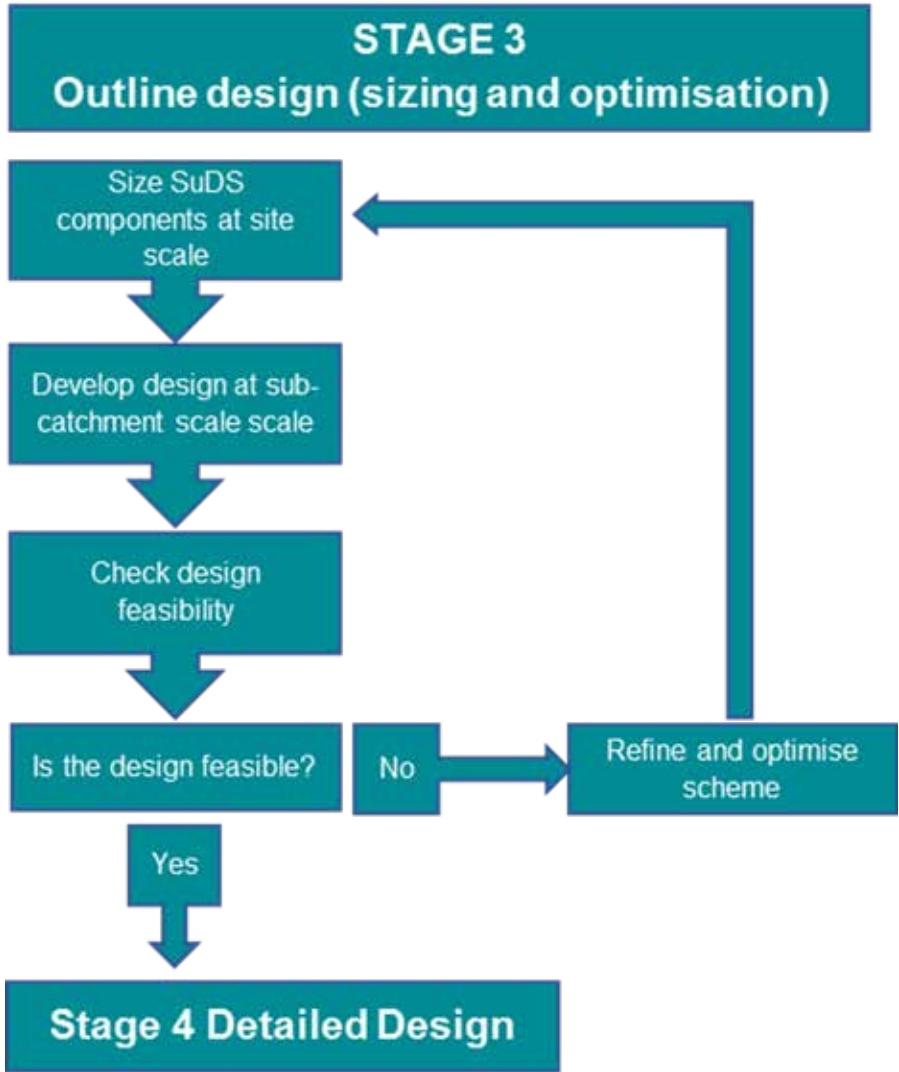 STAGE 3
Outline design (sizing and optimisation)
Size SuDS
components at site
scale
Develop design at sub-
catchment scale scale
Check design
feasibility
Is the design feasible?
No
Refine and optimise
scheme
Yes
Stage 4 Detailed Design